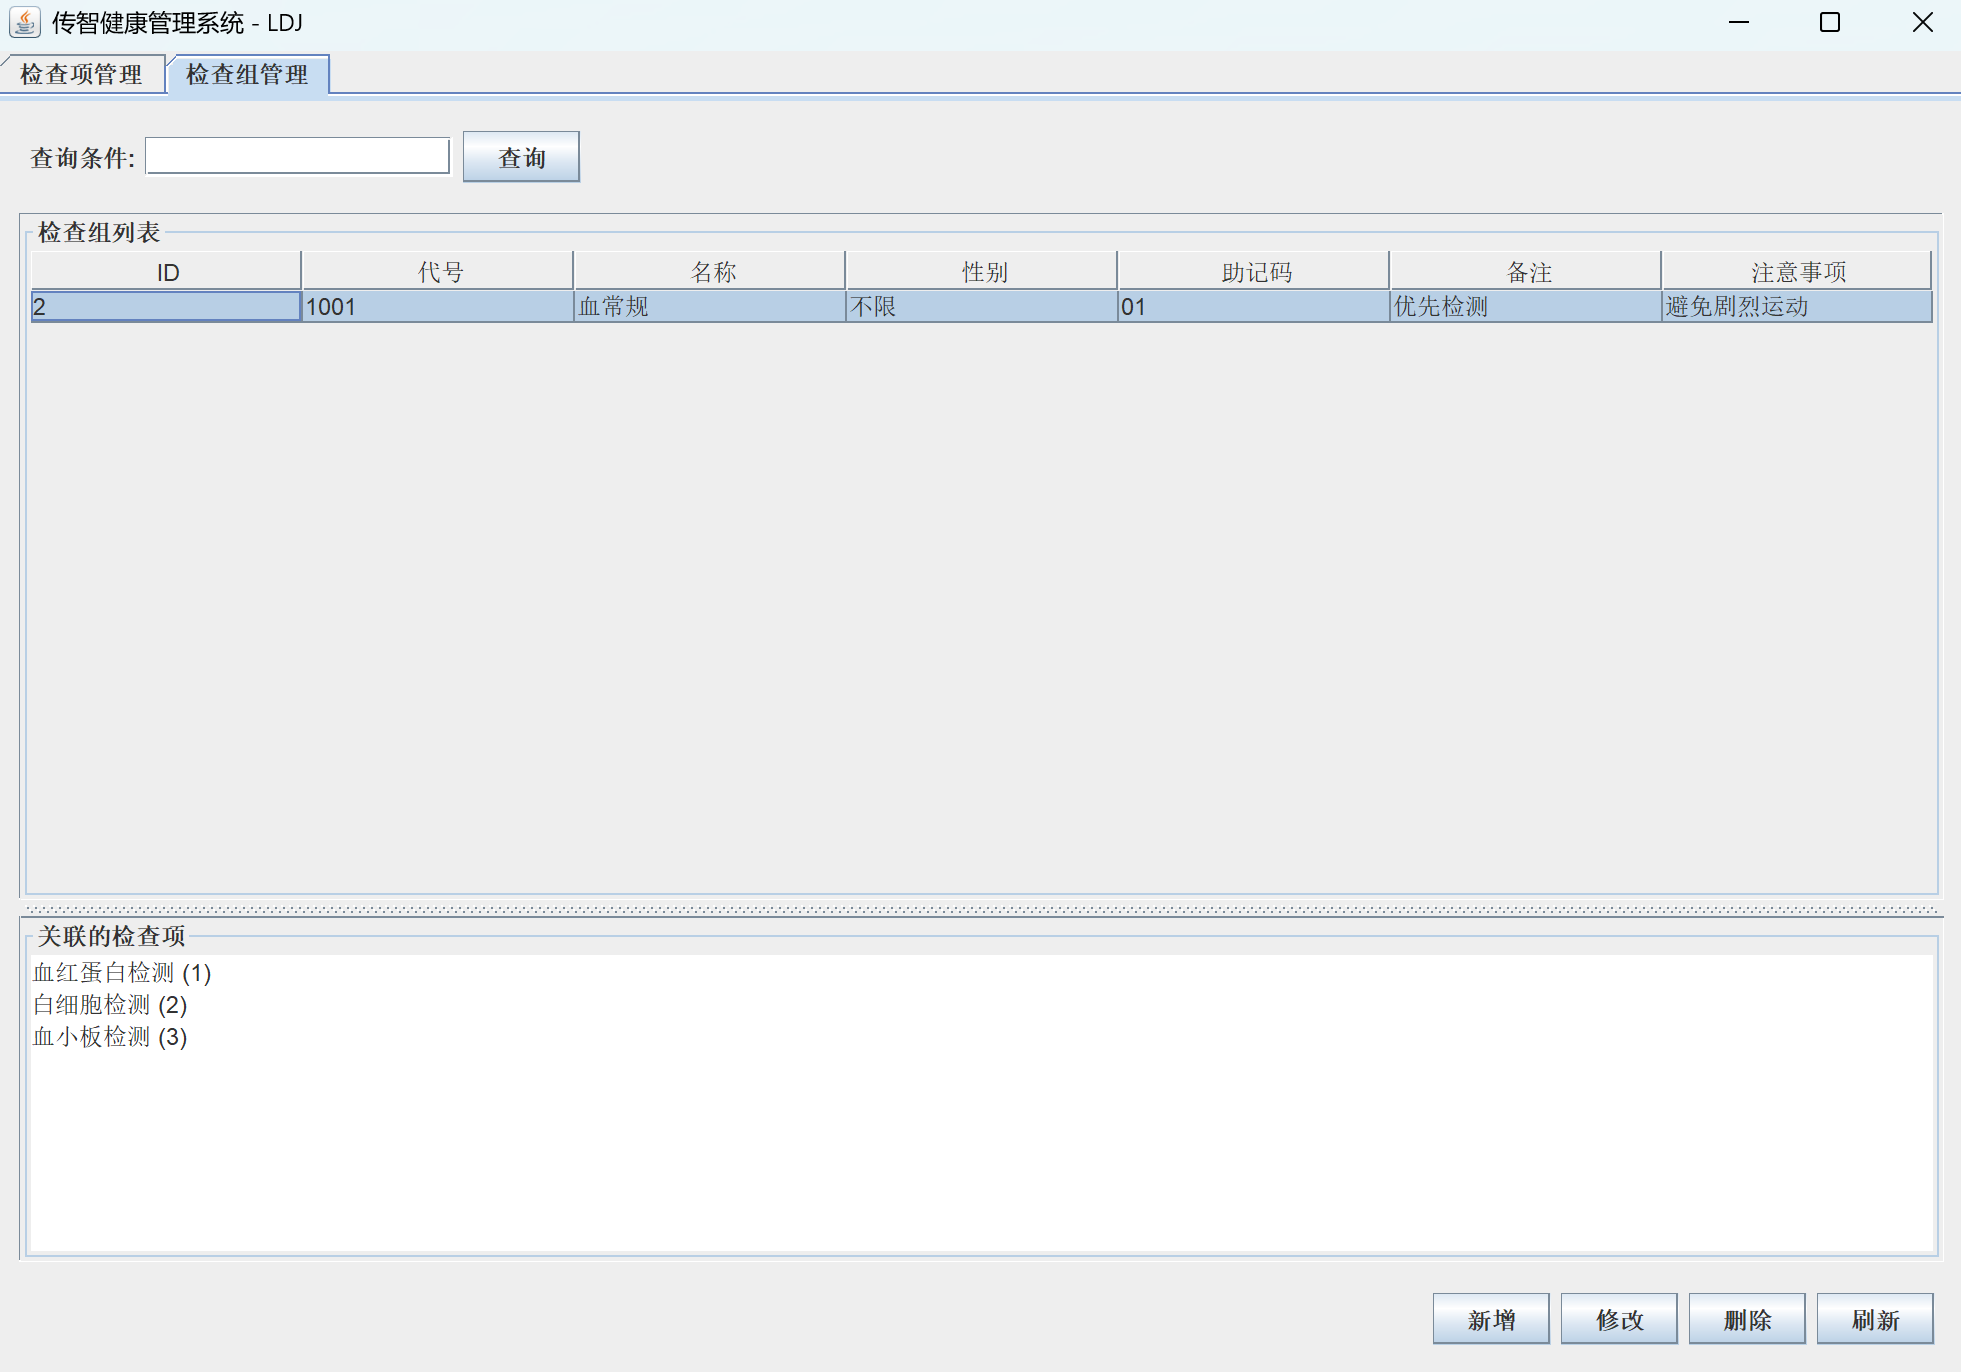 传智健康管理系统 - LDJ
检查项管理 检查组管理
查询条件: 查询
检查组列表
ID 代号 名称 性别 助记码 备注 注意事项
2 1001 血常规 不限 01 优先检测 避免剧烈运动
关联的检查项
血红蛋白检测 (1)
白细胞检测 (2)
血小板检测 (3)
新增 修改 删除 刷新